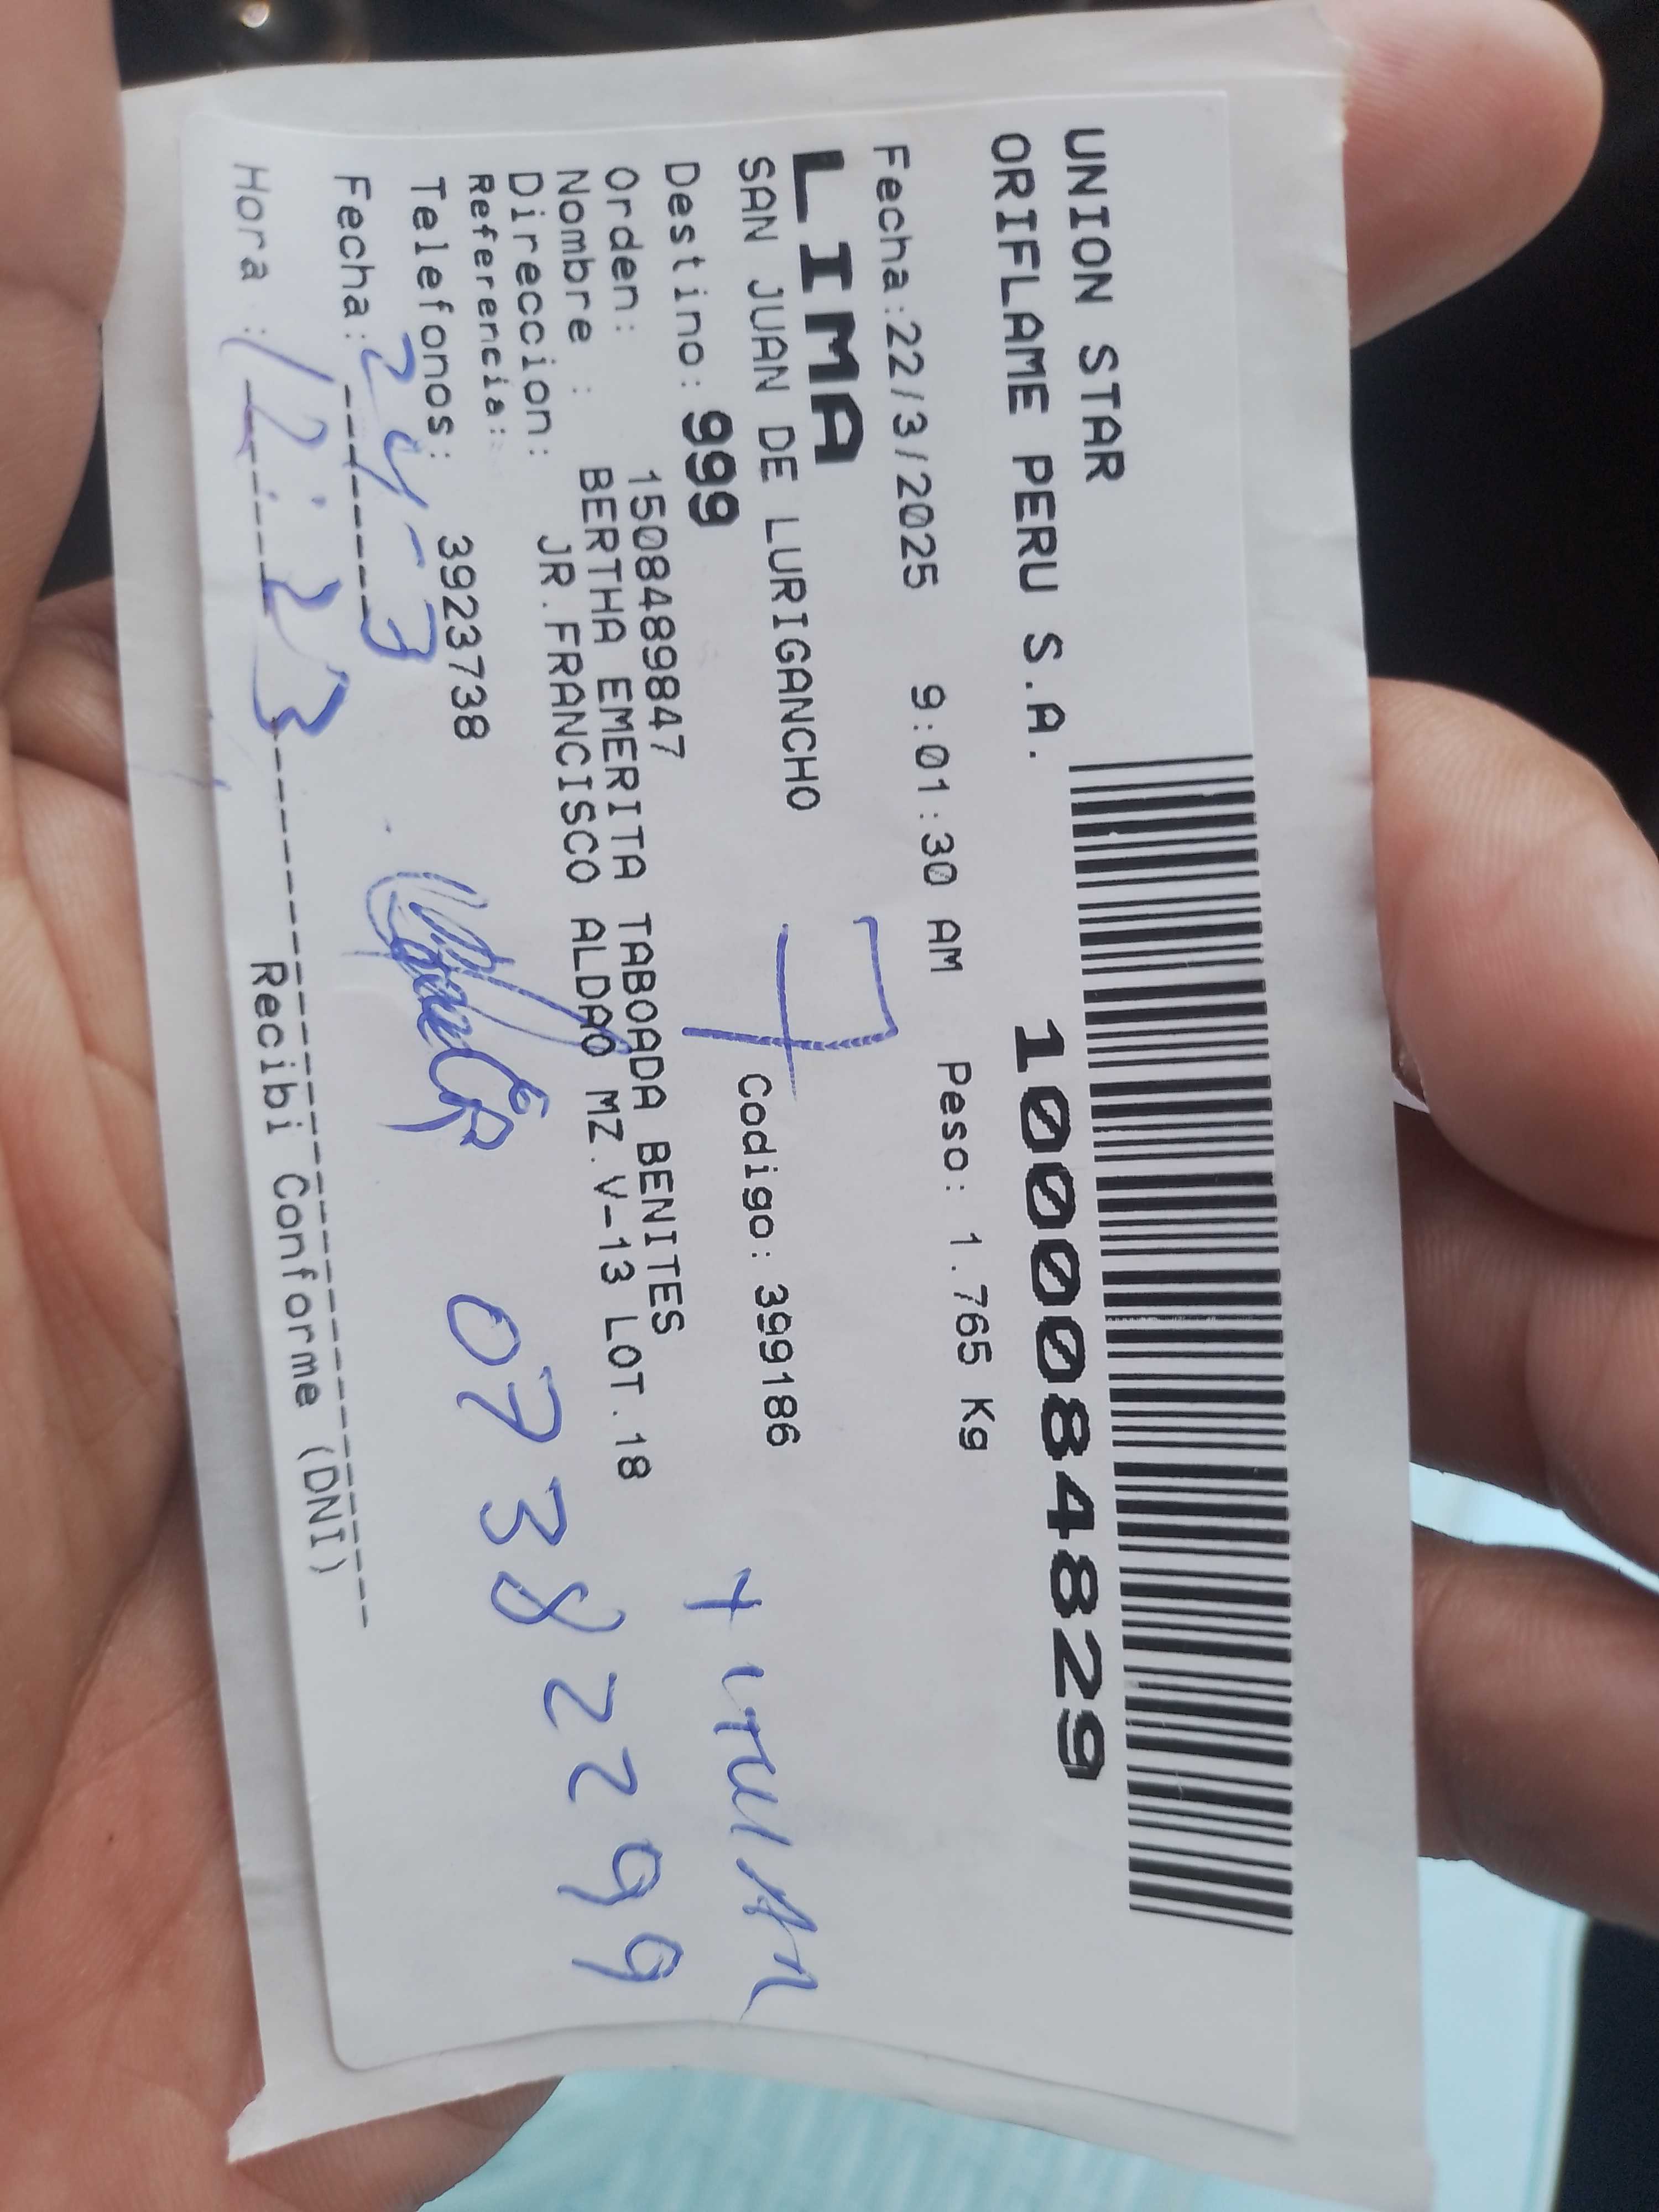 UNION STAR
ORIFLAME PERU S.A.
1000084829
Fecha:22/3/2025 9:01:30 AM Peso: 1.765 Kg
LIMA
SAN JUAN DE LURIGANCHO
7
Codigo: 399186
Destino: 999
Orden: 1508489847
Nombre : BERTHA EMERITA TABOADA BENITES
Direccion: JR.FRANCISCO ALDAO MZ.V-13 LOT.18
Referencia:
Telefonos: 3923738
07382299
Fecha: 24-3
Hora : 12:23
Recibi Conforme (DNI)